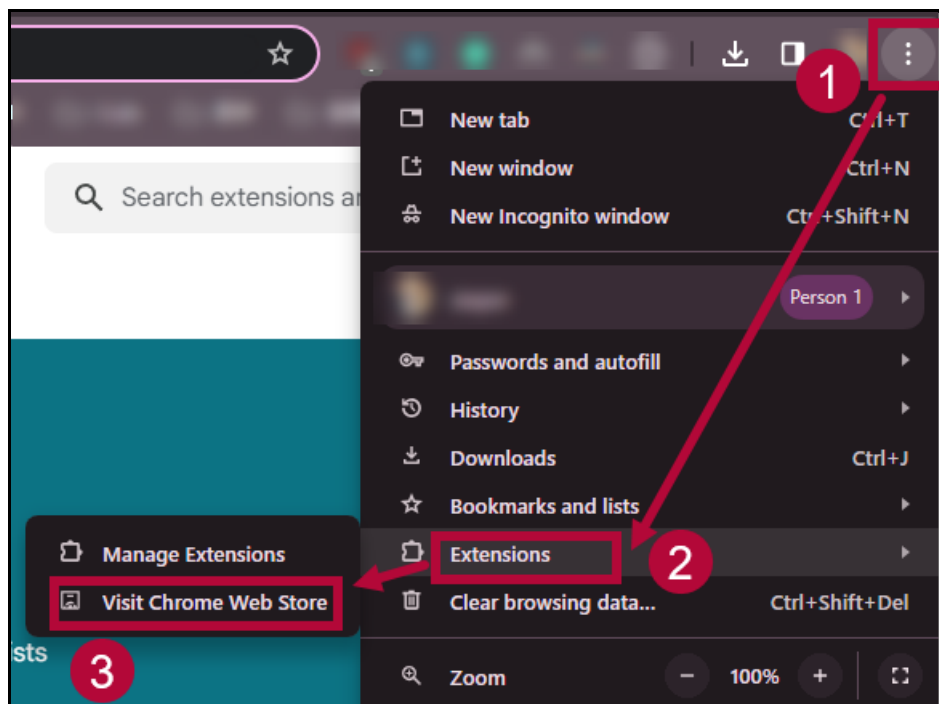 1
New tab Ctrl+T
New window Ctrl+N
Search extensions
New Incognito window Ctrl+Shift+N
Person 1
Passwords and autofill
History
Downloads Ctrl+J
Bookmarks and lists
Extensions
2
Manage Extensions
Visit Chrome Web Store
Clear browsing data... Ctrl+Shift+Del
ists
3
Zoom - 100% +